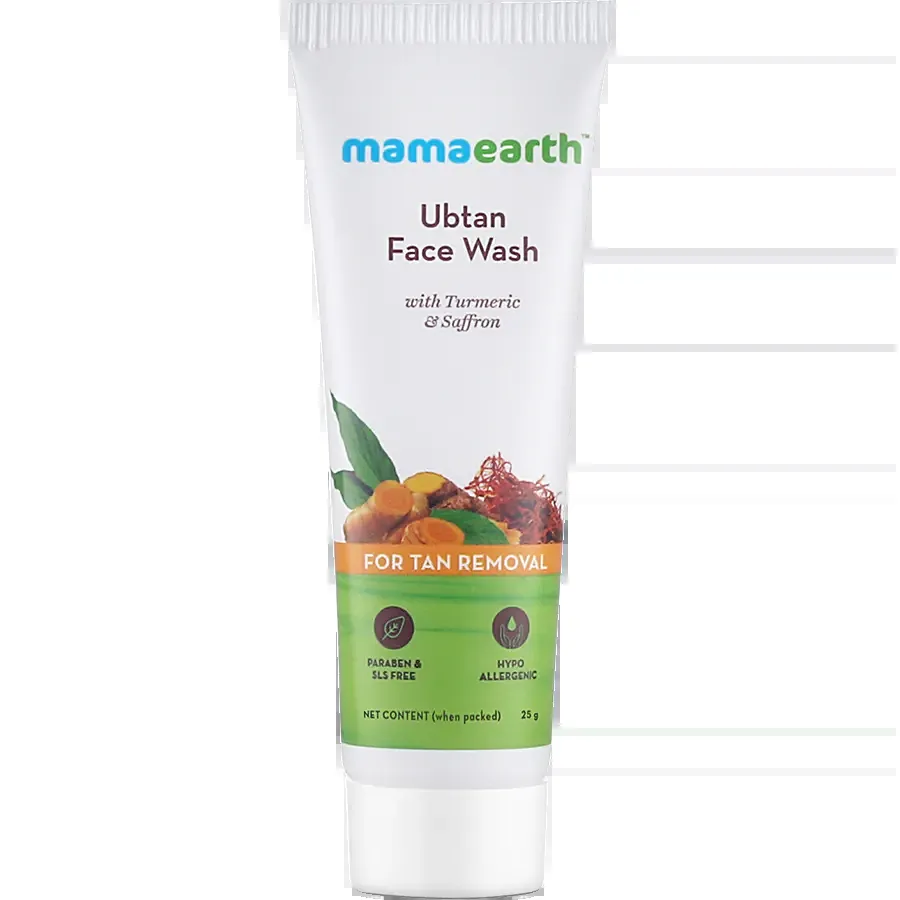 mamaearth™
Ubtan
Face Wash
with Turmeric
& Saffron
FOR TAN REMOVAL
PARABEN &
SLS FREE
HYPO
ALLERGENIC
NET CONTENT (when packed) 25 g